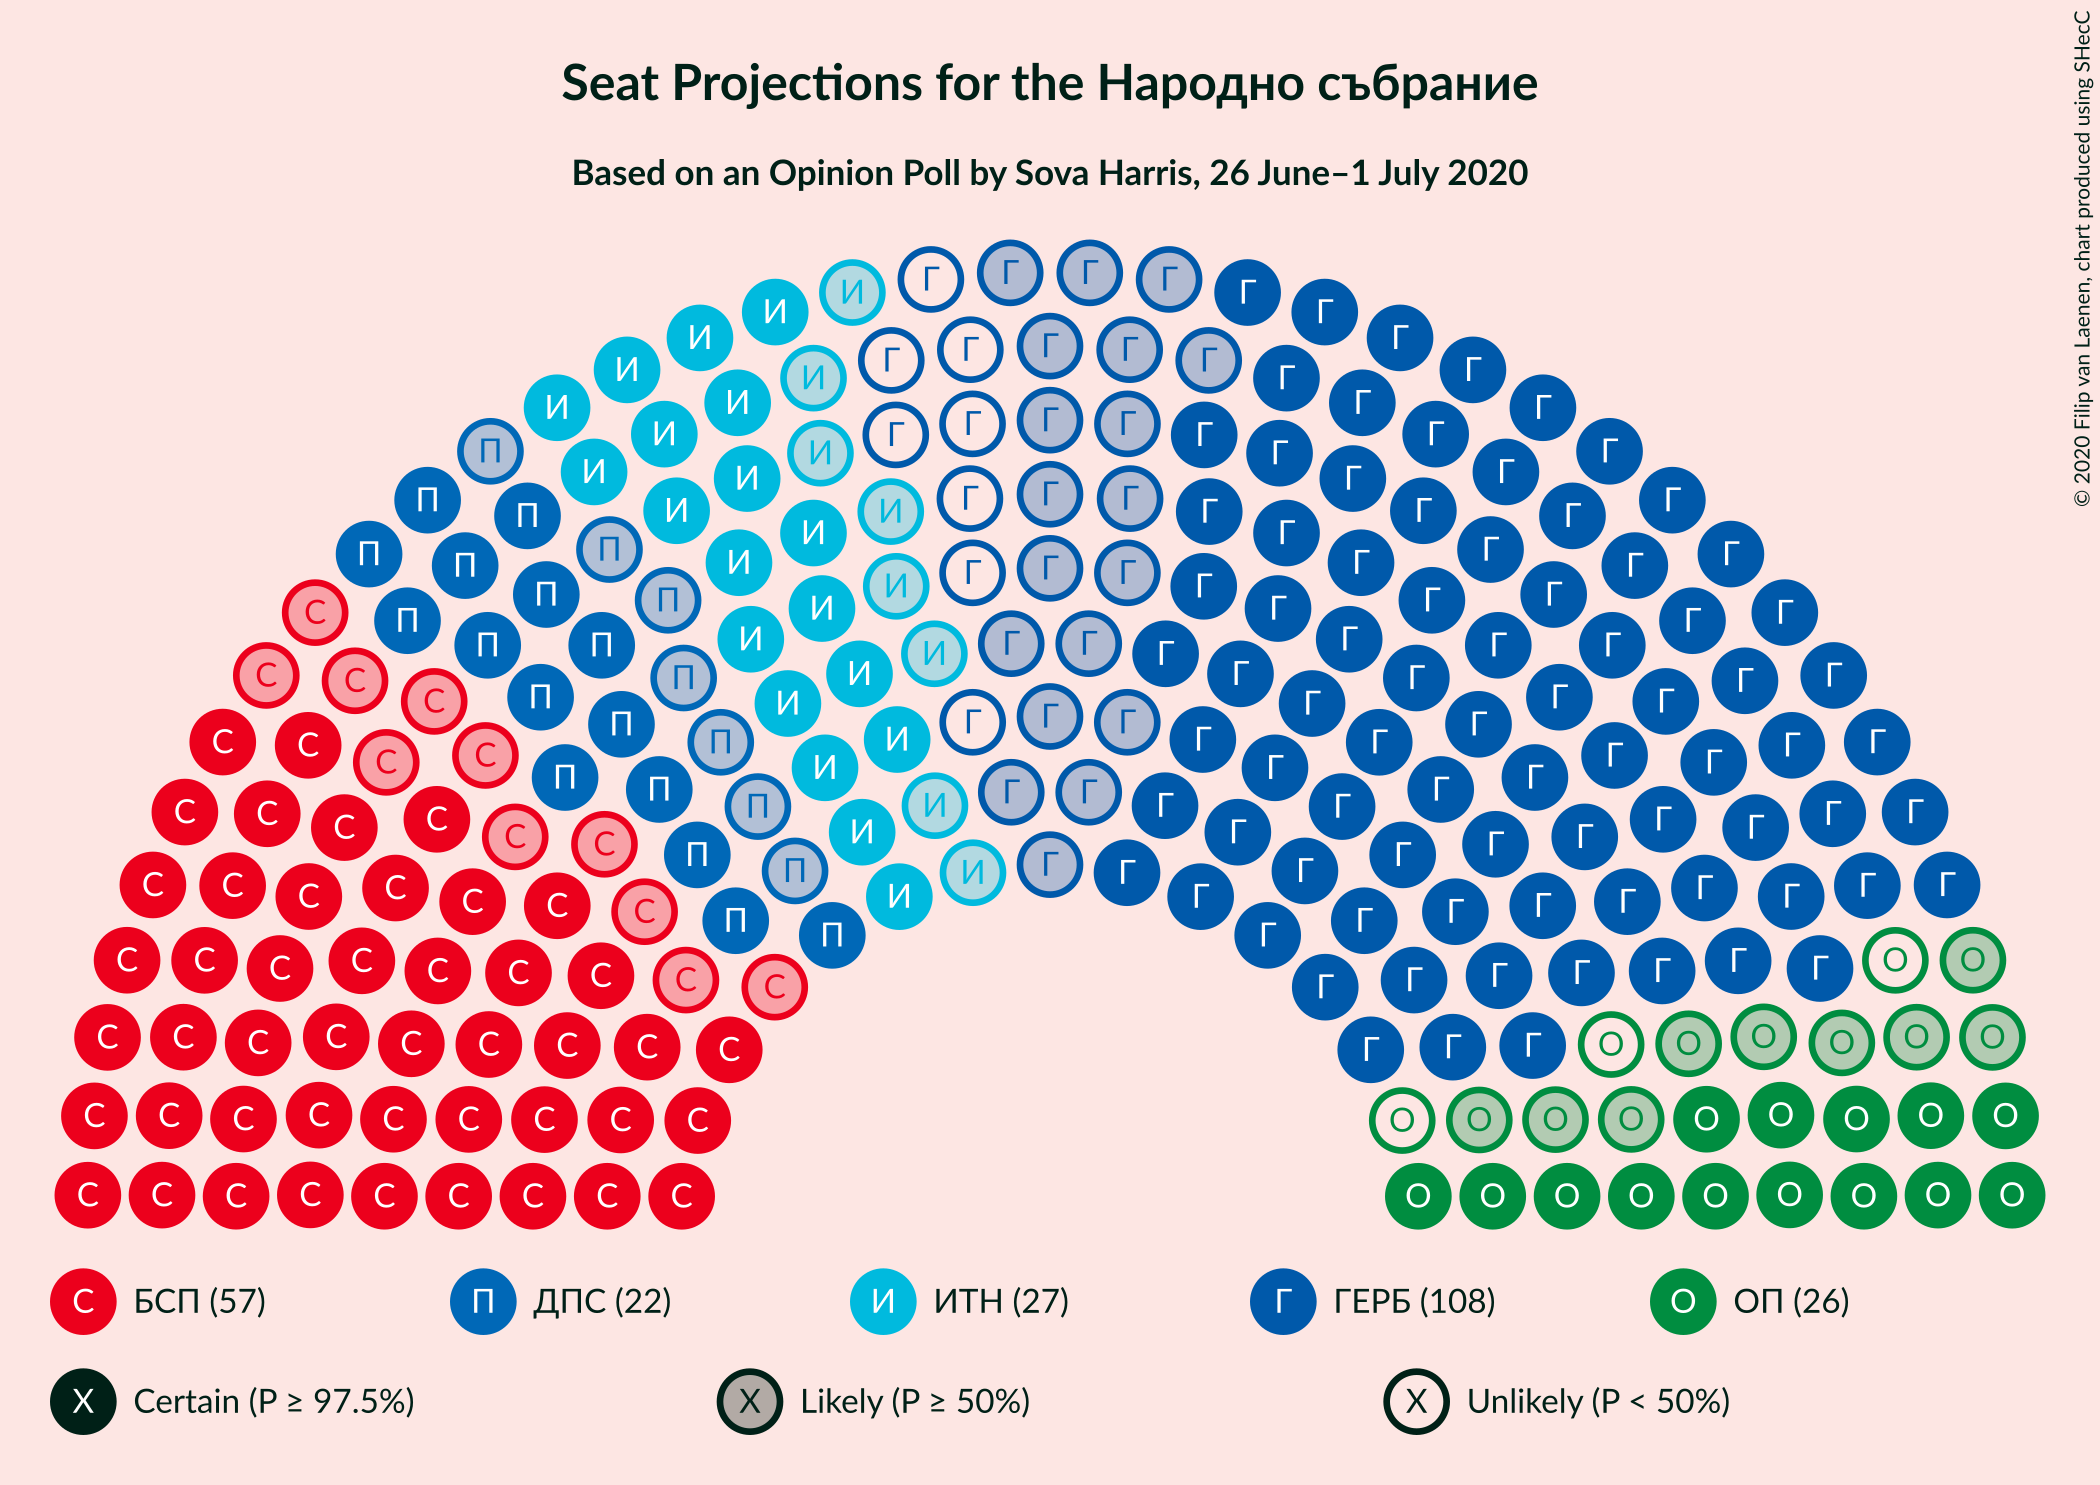 Seat Projections for the Народно събрание
Based on an Opinion Poll by Sova Harris, 26 June–1 July 2020
© 2020 Filip van Laenen, chart produced using SHecC
С БСП (57) П ДПС (22) И ИТН (27) Г ГЕРБ (108) О ОП (26)
X Certain (P ≥ 97.5%) X Likely (P ≥ 50%) X Unlikely (P < 50%)